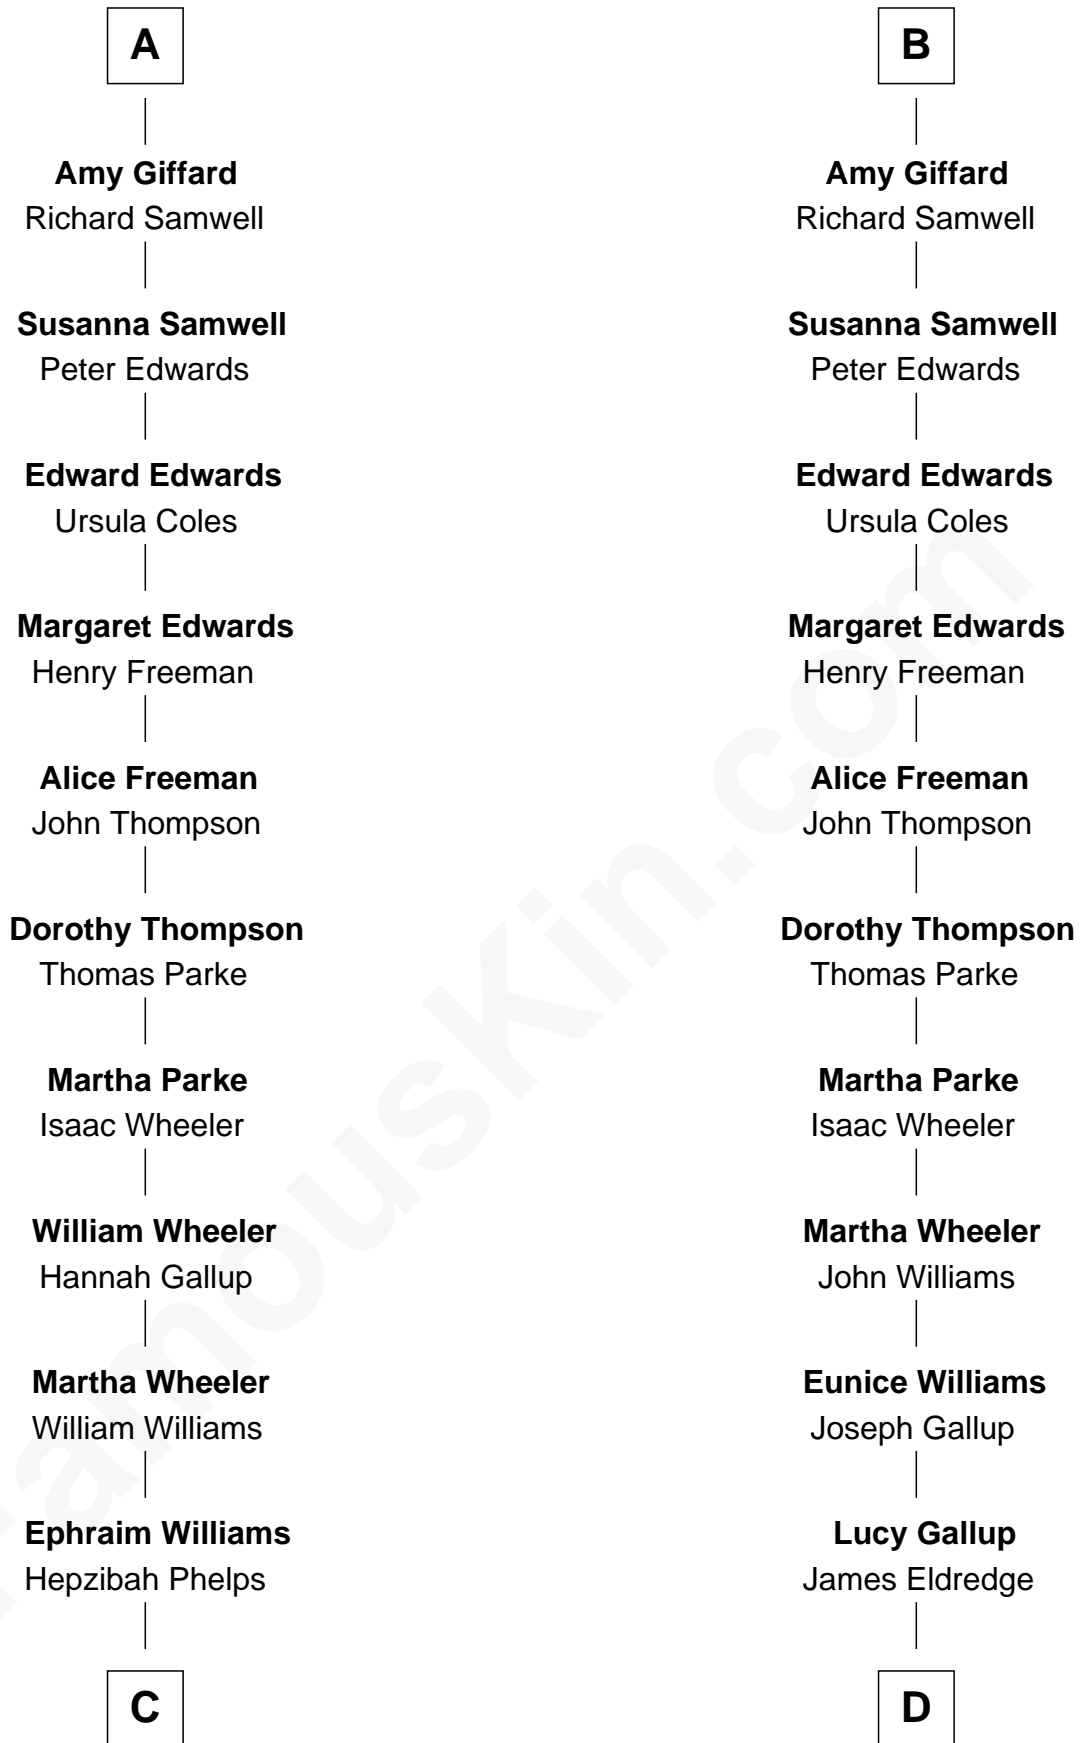 A
Amy Giffard
Richard Samwell
Susanna Samwell
Peter Edwards
Edward Edwards
Ursula Coles
Margaret Edwards
Henry Freeman
Alice Freeman
John Thompson
Dorothy Thompson
Thomas Parke
Martha Parke
Isaac Wheeler
William Wheeler
Hannah Gallup
Martha Wheeler
William Williams
Ephraim Williams
Hepzibah Phelps
C
B
Amy Giffard
Richard Samwell
Susanna Samwell
Peter Edwards
Edward Edwards
Ursula Coles
Margaret Edwards
Henry Freeman
Alice Freeman
John Thompson
Dorothy Thompson
Thomas Parke
Martha Parke
Isaac Wheeler
Martha Wheeler
John Williams
Eunice Williams
Joseph Gallup
Lucy Gallup
James Eldredge
D
FamousKin.com